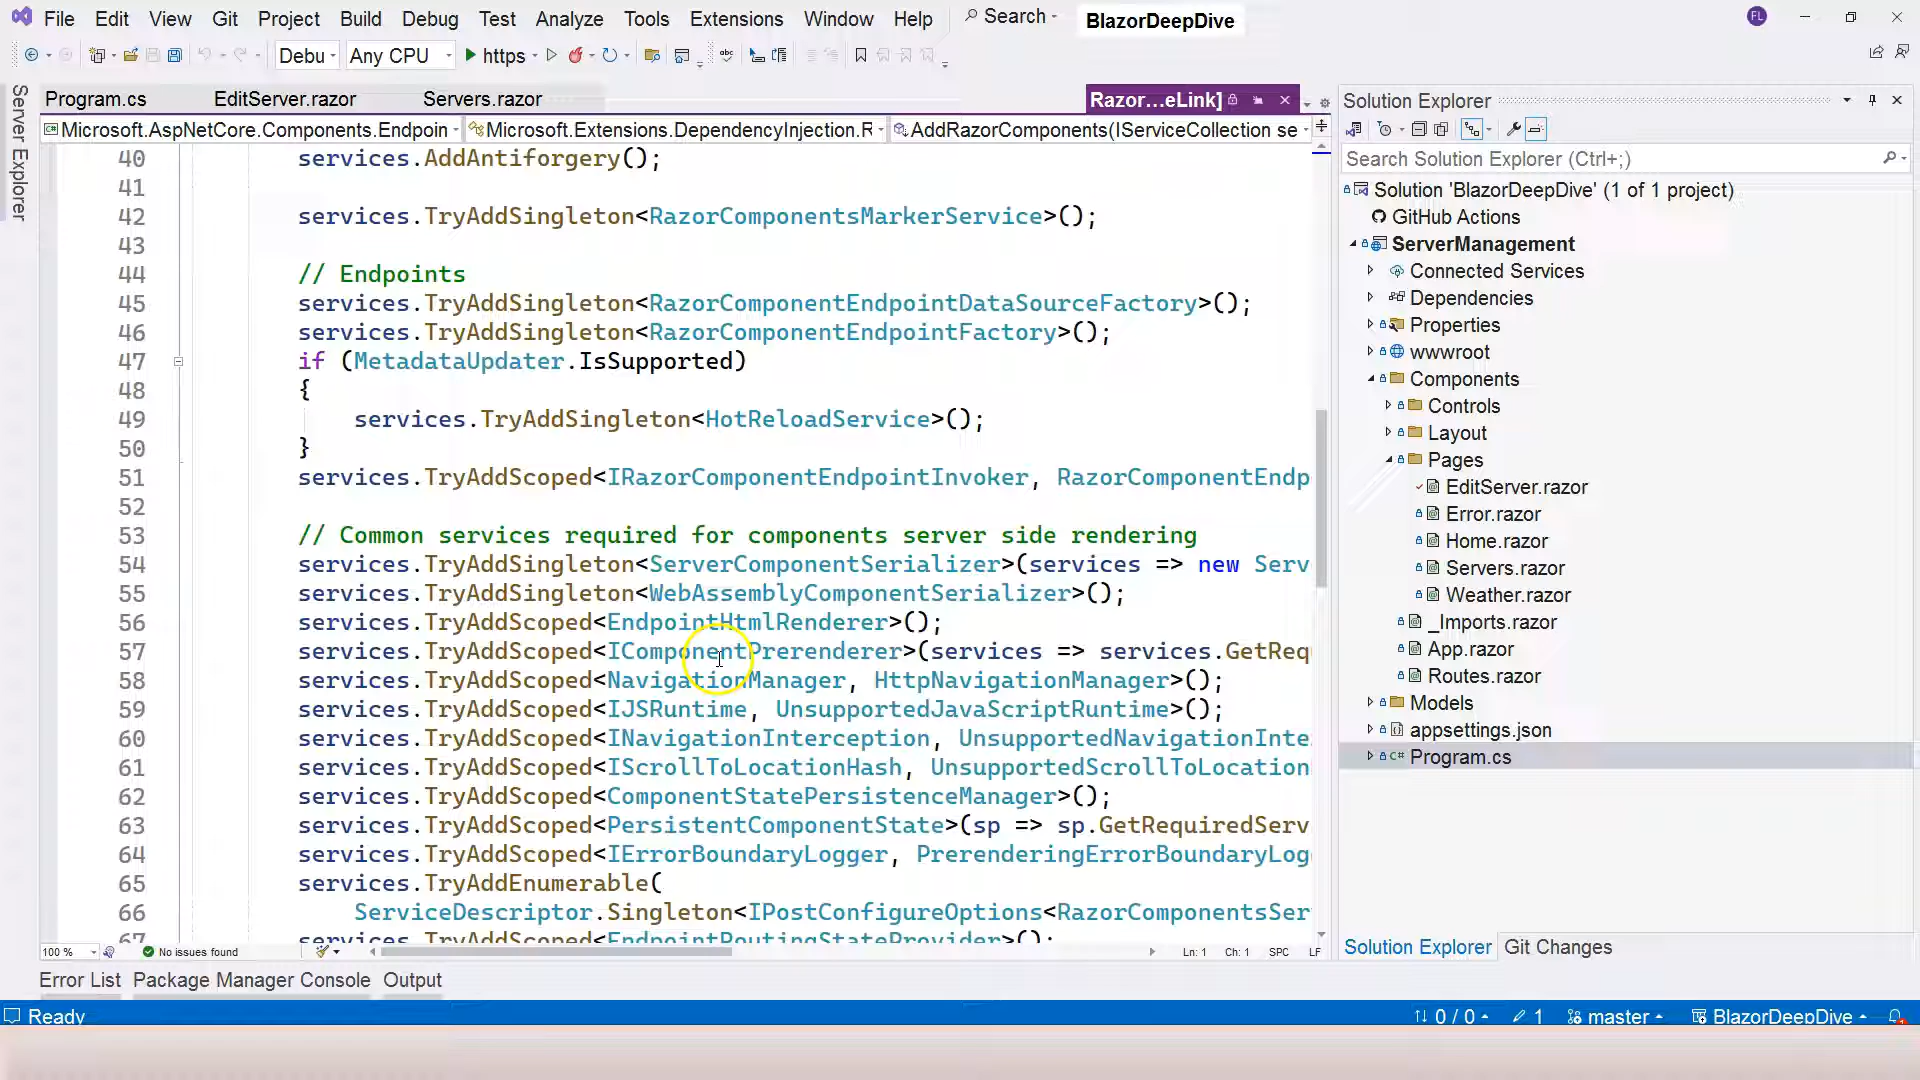 File Edit View Git Project Build Debug Test Analyze Tools Extensions Window Help Search BlazorDeepDive FL
Debu Any CPU https
Server Explorer
Program.cs EditServer.razor Servers.razor Razor...eLink]
Microsoft.AspNetCore.Components.Endpoin Microsoft.Extensions.DependencyInjection.R AddRazorComponents(IServiceCollection se
40 services.AddAntiforgery();
41
42 services.TryAddSingleton<RazorComponentsMarkerService>();
43
44 // Endpoints
45 services.TryAddSingleton<RazorComponentEndpointDataSourceFactory>();
46 services.TryAddSingleton<RazorComponentEndpointFactory>();
47 if (MetadataUpdater.IsSupported)
48 {
49 services.TryAddSingleton<HotReloadService>();
50 }
51 services.TryAddScoped<IRazorComponentEndpointInvoker, RazorComponentEndp
52
53 // Common services required for components server side rendering
54 services.TryAddSingleton<ServerComponentSerializer>(services => new Serv
55 services.TryAddSingleton<WebAssemblyComponentSerializer>();
56 services.TryAddScoped<EndpointHtmlRenderer>();
57 services.TryAddScoped<IComponentPrerenderer>(services => services.GetReq
58 services.TryAddScoped<NavigationManager, HttpNavigationManager>();
59 services.TryAddScoped<IJSRuntime, UnsupportedJavaScriptRuntime>();
60 services.TryAddScoped<INavigationInterception, UnsupportedNavigationInte
61 services.TryAddScoped<IScrollToLocationHash, UnsupportedScrollToLocation
62 services.TryAddScoped<ComponentStatePersistenceManager>();
63 services.TryAddScoped<PersistentComponentState>(sp => sp.GetRequiredServ
64 services.TryAddScoped<IErrorBoundaryLogger, PrerenderingErrorBoundaryLog
65 services.TryAddEnumerable(
66 ServiceDescriptor.Singleton<IPostConfigureOptions<RazorComponentsSer
67 services.TryAddScoped<EndpointRoutingStateProvider>();
100 % No issues found Ln: 1 Ch: 1 SPC LF
Solution Explorer
Search Solution Explorer (Ctrl+;)
Solution 'BlazorDeepDive' (1 of 1 project)
GitHub Actions
ServerManagement
Connected Services
Dependencies
Properties
wwwroot
Components
Controls
Layout
Pages
EditServer.razor
Error.razor
Home.razor
Servers.razor
Weather.razor
_Imports.razor
App.razor
Routes.razor
Models
appsettings.json
Program.cs
Solution Explorer Git Changes
Error List Package Manager Console Output
Ready 0 / 0 1 master BlazorDeepDive